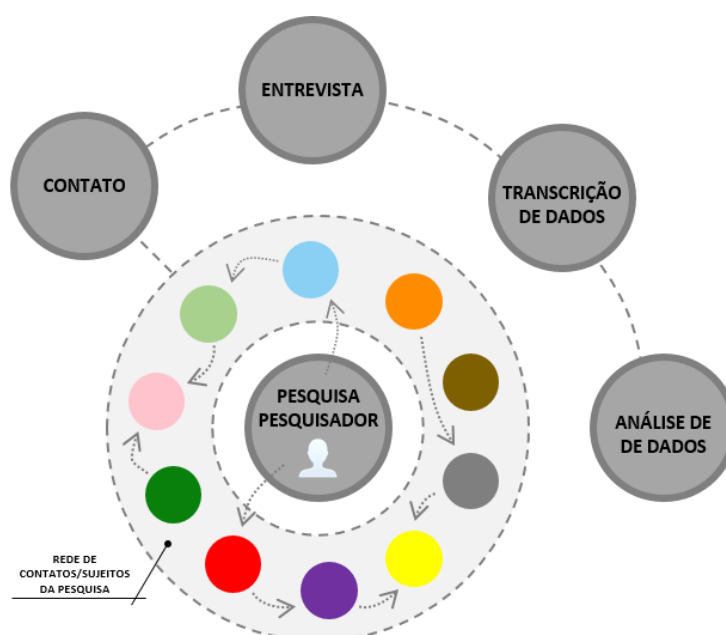 ENTREVISTA
CONTATO
TRANSCRIÇÃO
DE DADOS
PESQUISA
PESQUISADOR
ANÁLISE DE
DE DADOS
REDE DE
CONTATOS/SUJEITOS
DA PESQUISA